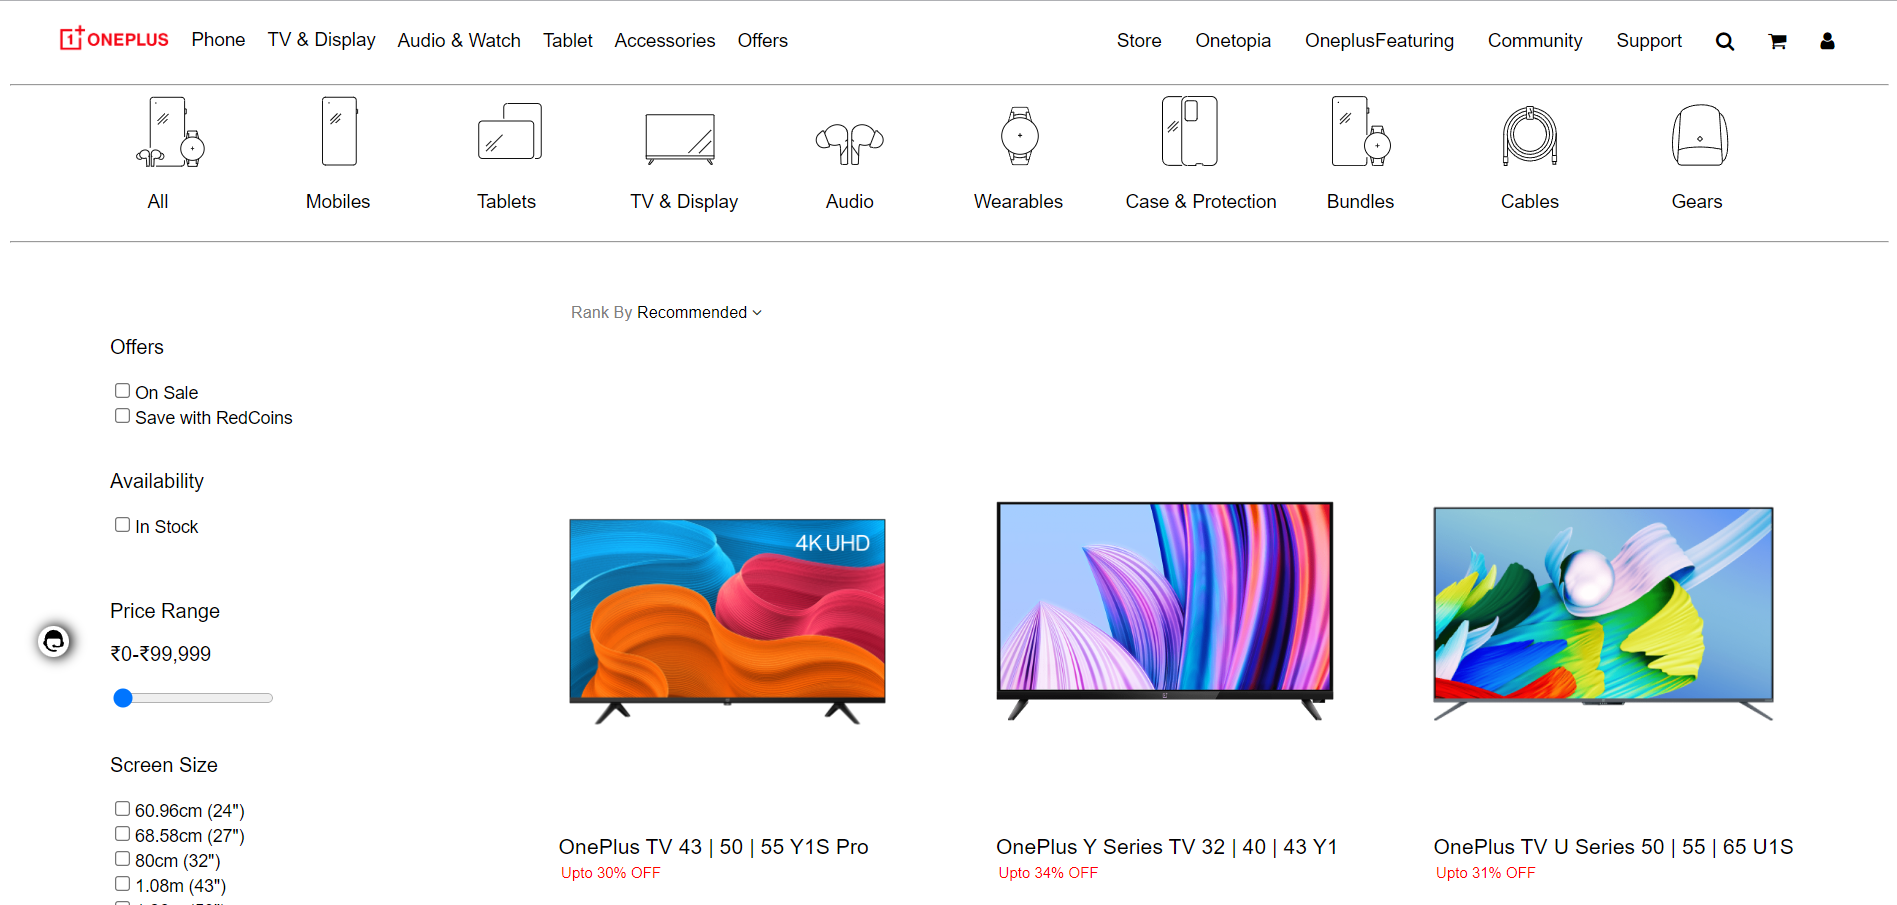 ONEPLUS Phone TV & Display Audio & Watch Tablet Accessories Offers Store Onetopia OneplusFeaturing Community Support
All Mobiles Tablets TV & Display Audio Wearables Case & Protection Bundles Cables Gears
Rank By Recommended
Offers
On Sale
Save with RedCoins
Availability
In Stock
Price Range
₹0-₹99,999
Screen Size
60.96cm (24")
68.58cm (27")
80cm (32")
1.08m (43")
4K UHD
OnePlus TV 43 | 50 | 55 Y1S Pro
Upto 30% OFF
OnePlus Y Series TV 32 | 40 | 43 Y1
Upto 34% OFF
OnePlus TV U Series 50 | 55 | 65 U1S
Upto 31% OFF